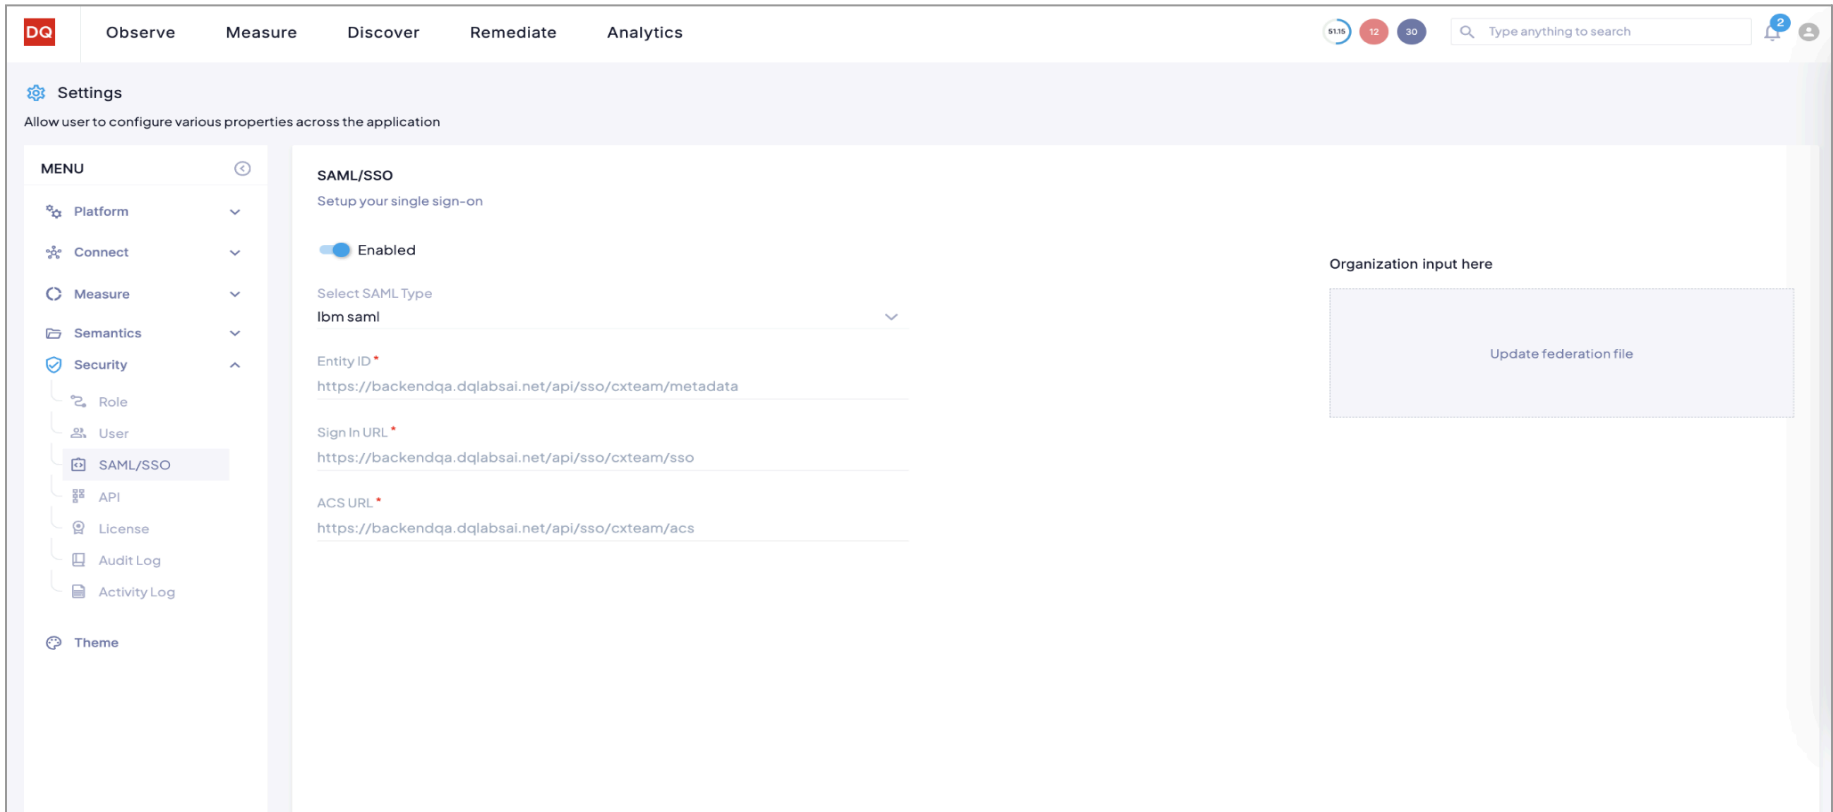 DQ Observe Measure Discover Remediate Analytics 51.15 12 30 Type anything to search 2
Settings
Allow user to configure various properties across the application
MENU
Platform
Connect
Measure
Semantics
Security
Role
User
SAML/SSO
API
License
Audit Log
Activity Log
Theme
SAML/SSO
Setup your single sign-on
Enabled
Select SAML Type
Ibm saml
Entity ID*
https://backendqa.dqlabsai.net/api/sso/cxteam/metadata
Sign In URL*
https://backendqa.dqlabsai.net/api/sso/cxteam/sso
ACS URL*
https://backendqa.dqlabsai.net/api/sso/cxteam/acs
Organization input here
Update federation file